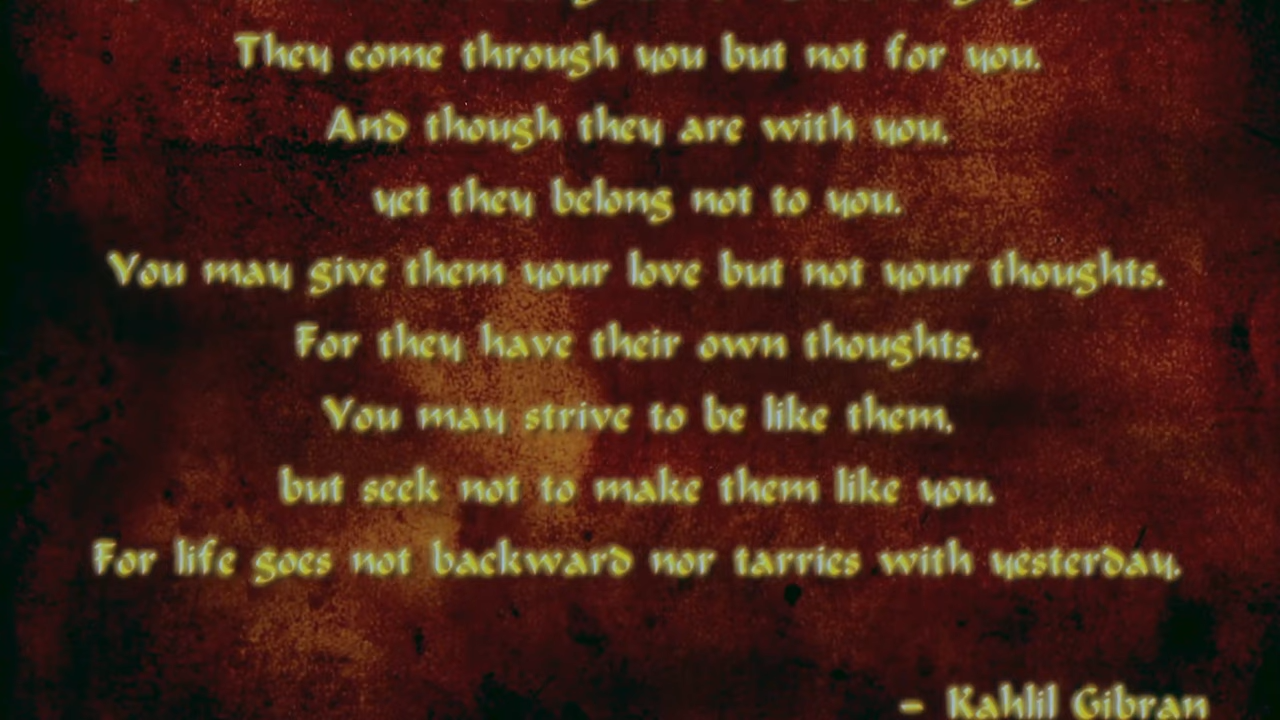 They come through you but not for you.
And though they are with you,
yet they belong not to you.
You may give them your love but not your thoughts.
For they have their own thoughts.
You may strive to be like them,
but seek not to make them like you.
For life goes not backward nor tarries with yesterday.
- Kahlil Gibran